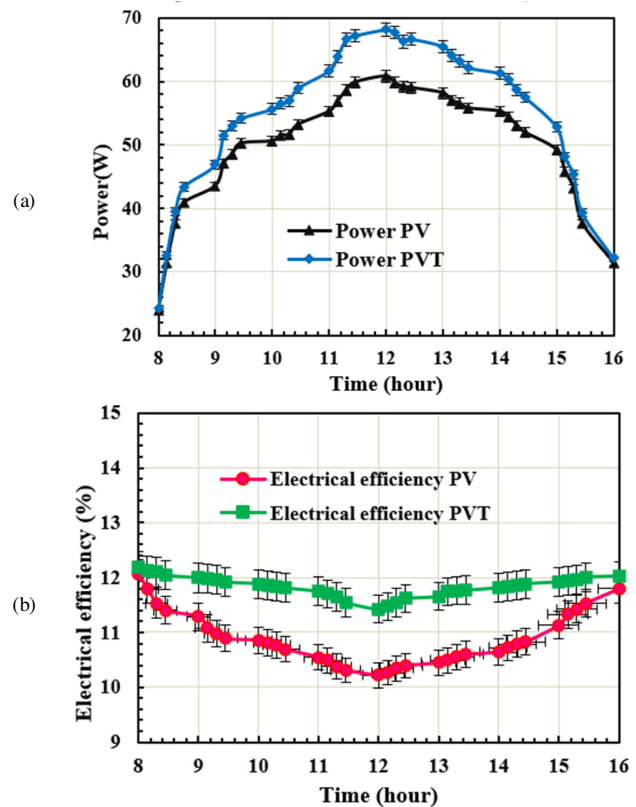 (a)
Power(W)
70
60
50
40
30
20
Power PV
Power PVT
8 9 10 11 12 13 14 15 16
Time (hour)
(b)
Electrical efficiency (%)
15
14
13
12
11
10
9
Electrical efficiency PV
Electrical efficiency PVT
8 9 10 11 12 13 14 15 16
Time (hour)